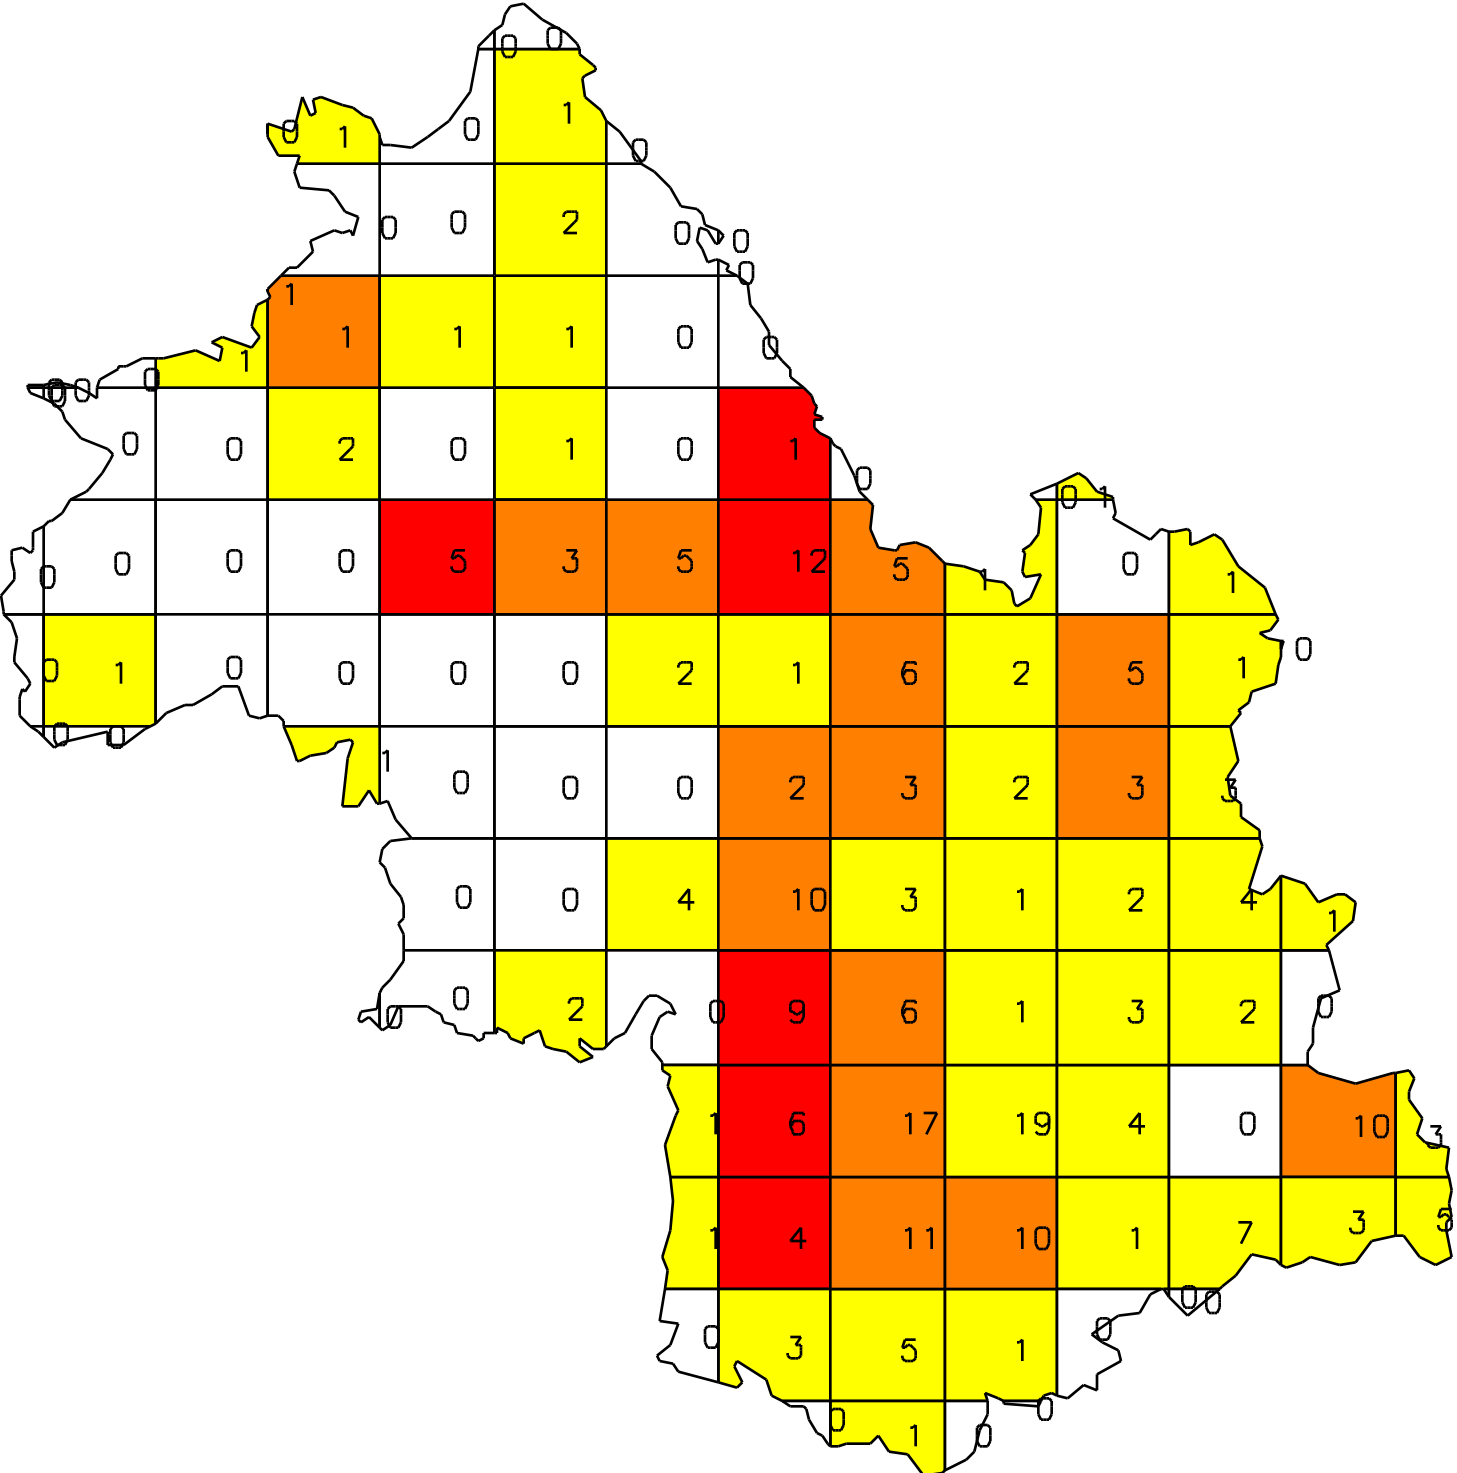 0 0
0 1 0 1 0
0 0 2 0 0
1 1 1 1 0 0
1 0 0
0 0 0 0 0 2 0 1 0 1 0
0 1
0 0 0 0 5 3 5 12 5 1 0 1
0 1 0 0 0 0 2 1 6 2 5 1 0
0 0 1 0 0 0 2 3 2 3 3
0 0 4 10 3 1 2 4 1
0 0 2 0 9 6 1 3 2 0
1 6 17 19 4 0 10 3
1 4 11 10 1 7 3 5
0 3 5 1 0 0 0
0 1 0 0